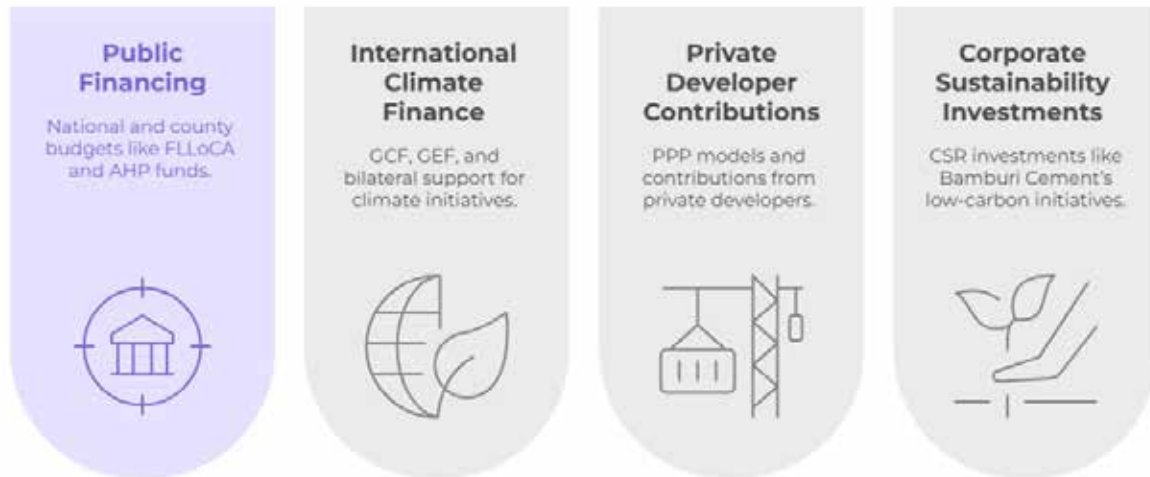 Public
Financing
National and county
budgets like FLLoCA
and AHP funds.
International
Climate
Finance
GCF, GEF, and
bilateral support for
climate initiatives.
Private
Developer
Contributions
PPP models and
contributions from
private developers.
Corporate
Sustainability
Investments
CSR investments like
Bamburi Cement's
low-carbon initiatives.